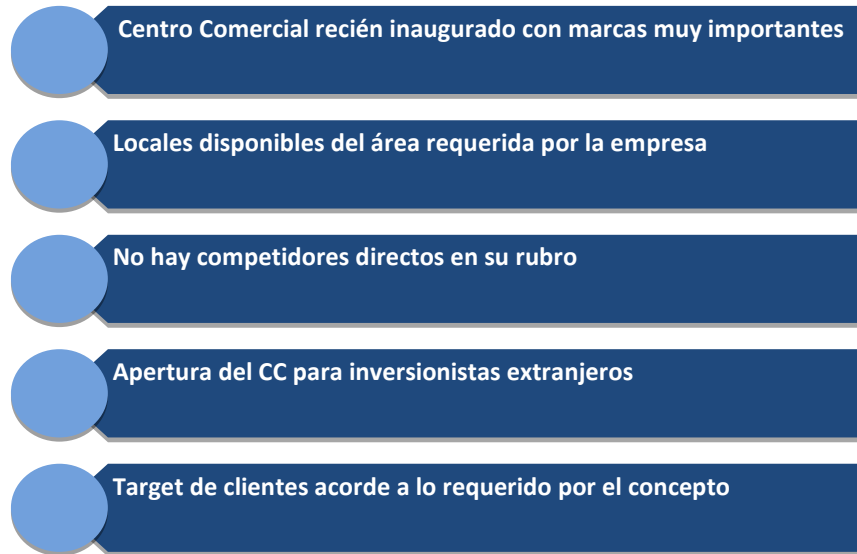 Centro Comercial recién inaugurado con marcas muy importantes
Locales disponibles del área requerida por la empresa
No hay competidores directos en su rubro
Apertura del CC para inversionistas extranjeros
Target de clientes acorde a lo requerido por el concepto